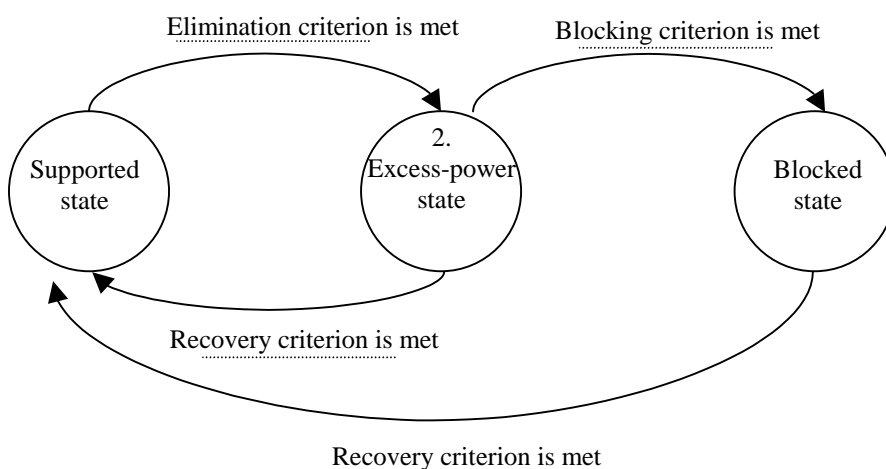 Elimination criterion is met
Blocking criterion is met
Supported
state
2.
Excess-power
state
Blocked
state
Recovery criterion is met
Recovery criterion is met